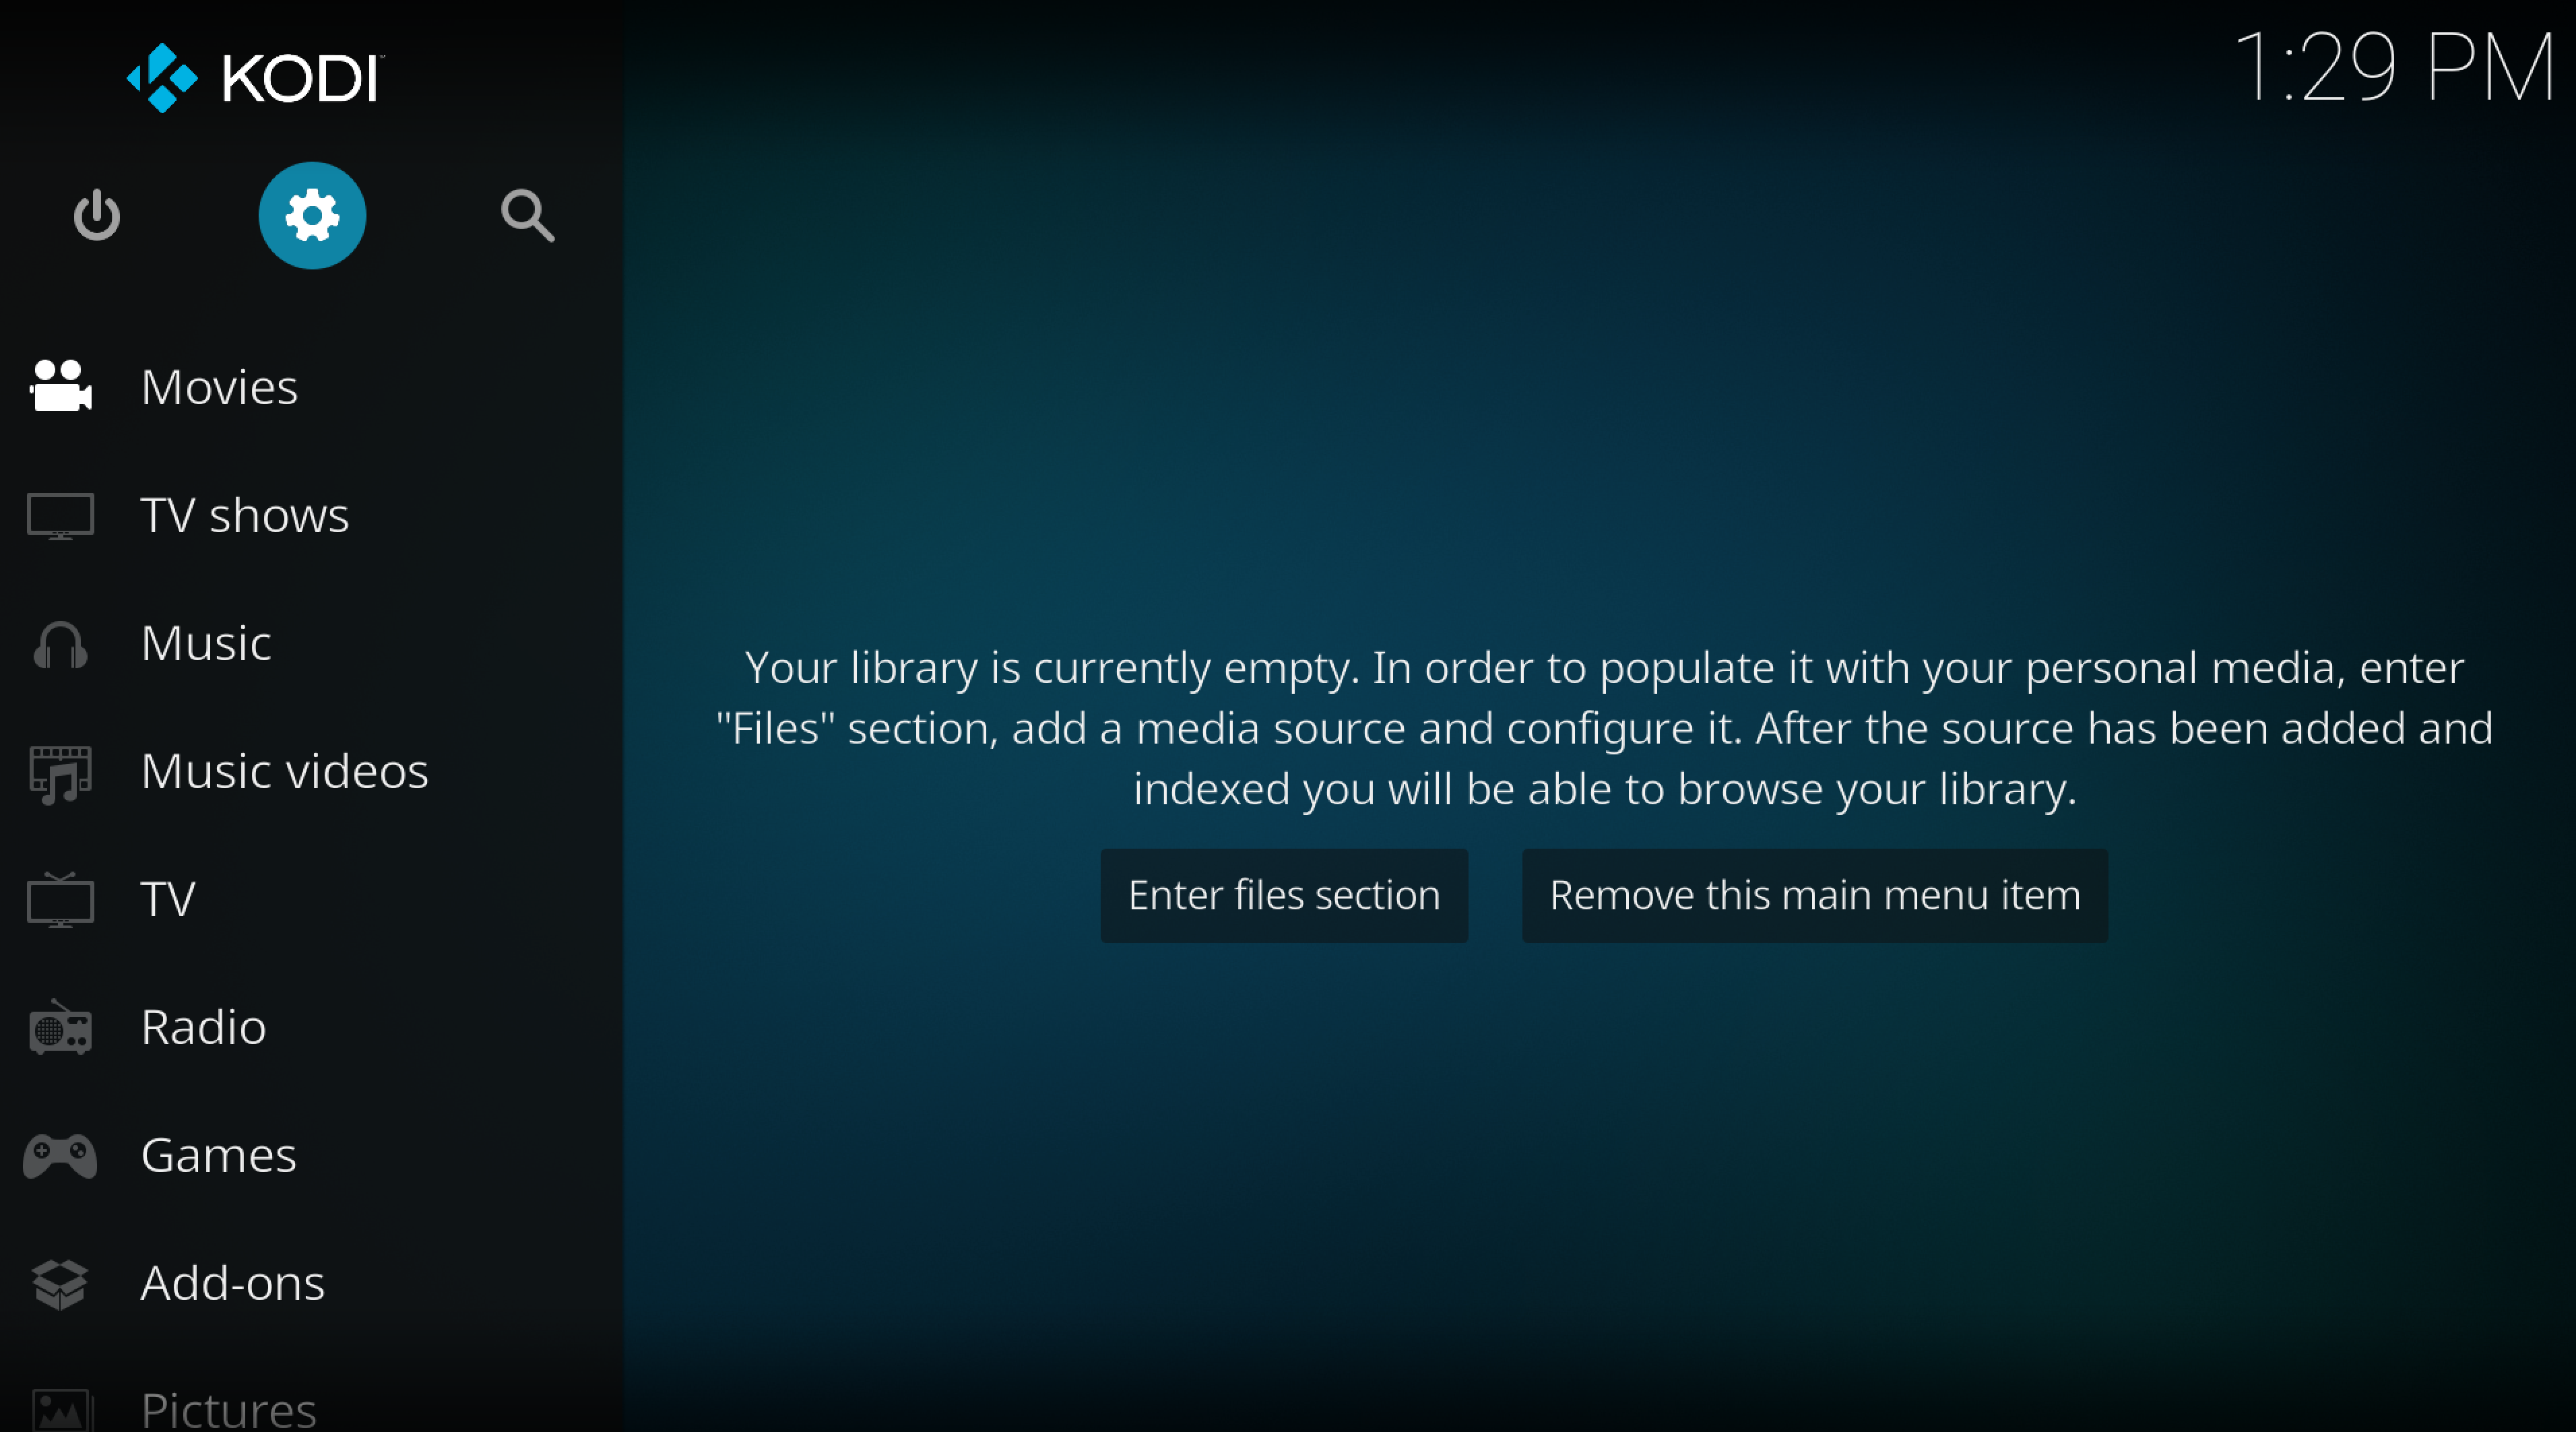 KODI
1:29 PM
Movies
TV shows
Music
Music videos
TV
Radio
Games
Add-ons
Pictures
Your library is currently empty. In order to populate it with your personal media, enter
"Files" section, add a media source and configure it. After the source has been added and
indexed you will be able to browse your library.
Enter files section
Remove this main menu item